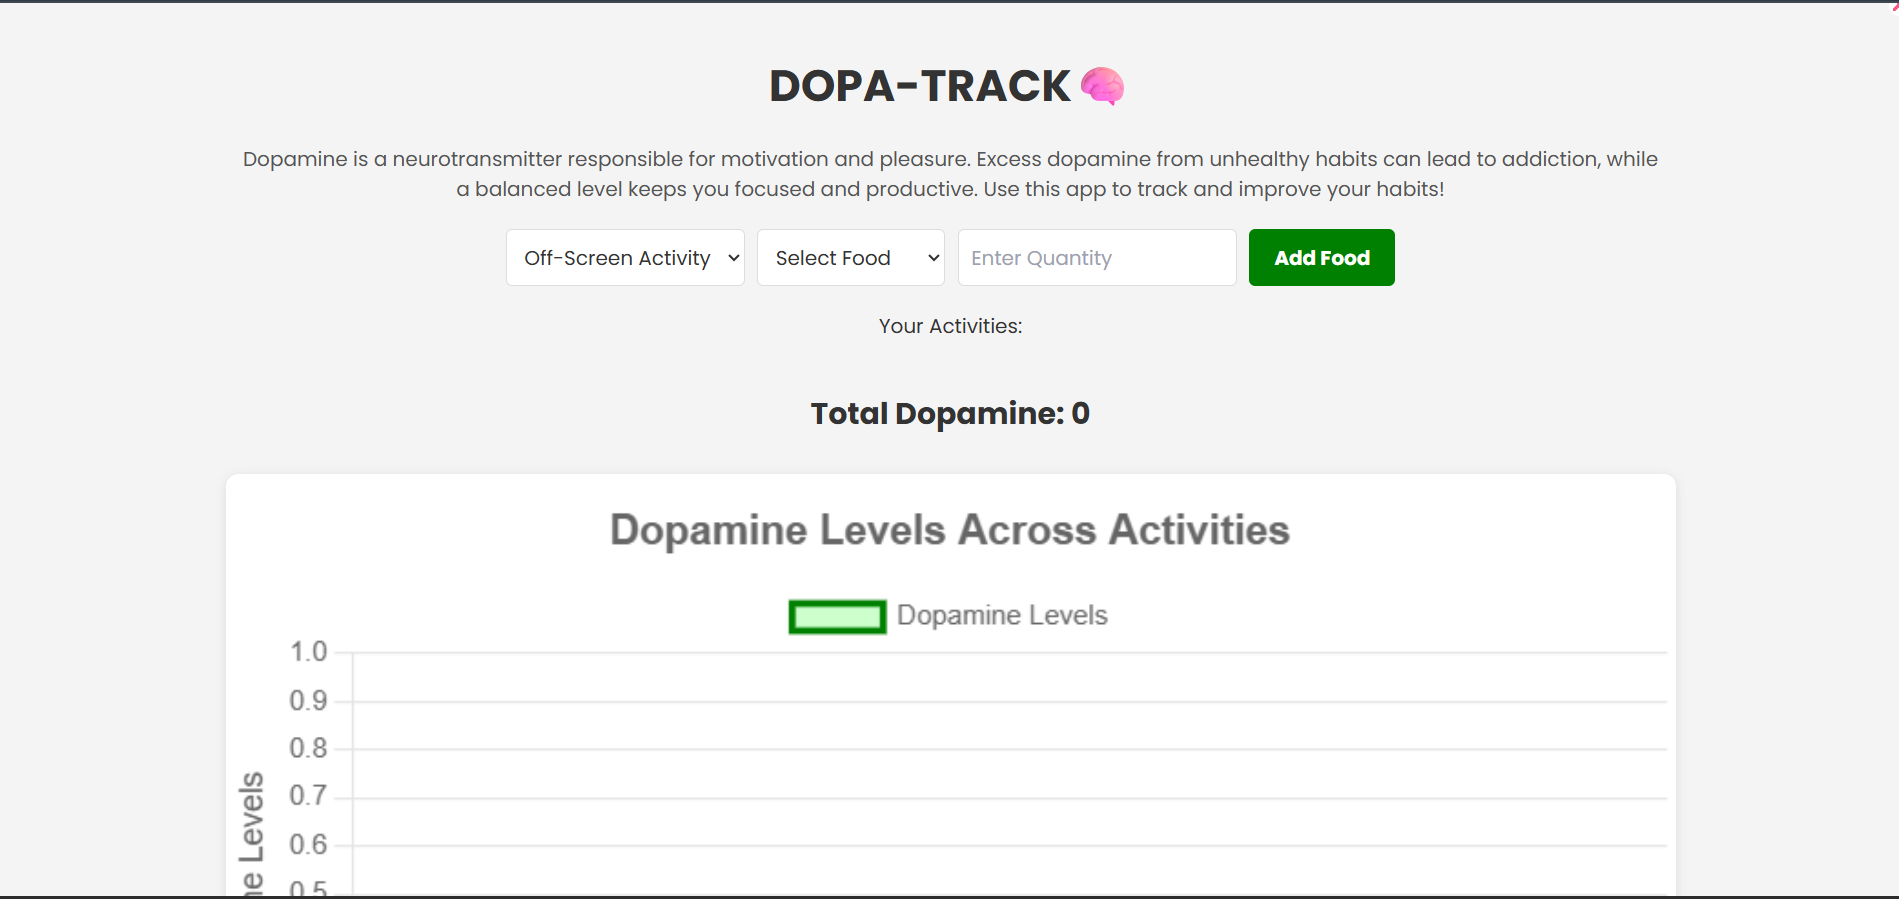 DOPA-TRACK
Dopamine is a neurotransmitter responsible for motivation and pleasure. Excess dopamine from unhealthy habits can lead to addiction, while
a balanced level keeps you focused and productive. Use this app to track and improve your habits!
Off-Screen Activity
Select Food
Enter Quantity
Add Food
Your Activities:
Total Dopamine: 0
Dopamine Levels Across Activities
Dopamine Levels
1.0
0.9
0.8
0.7
0.6
0.5
Levels